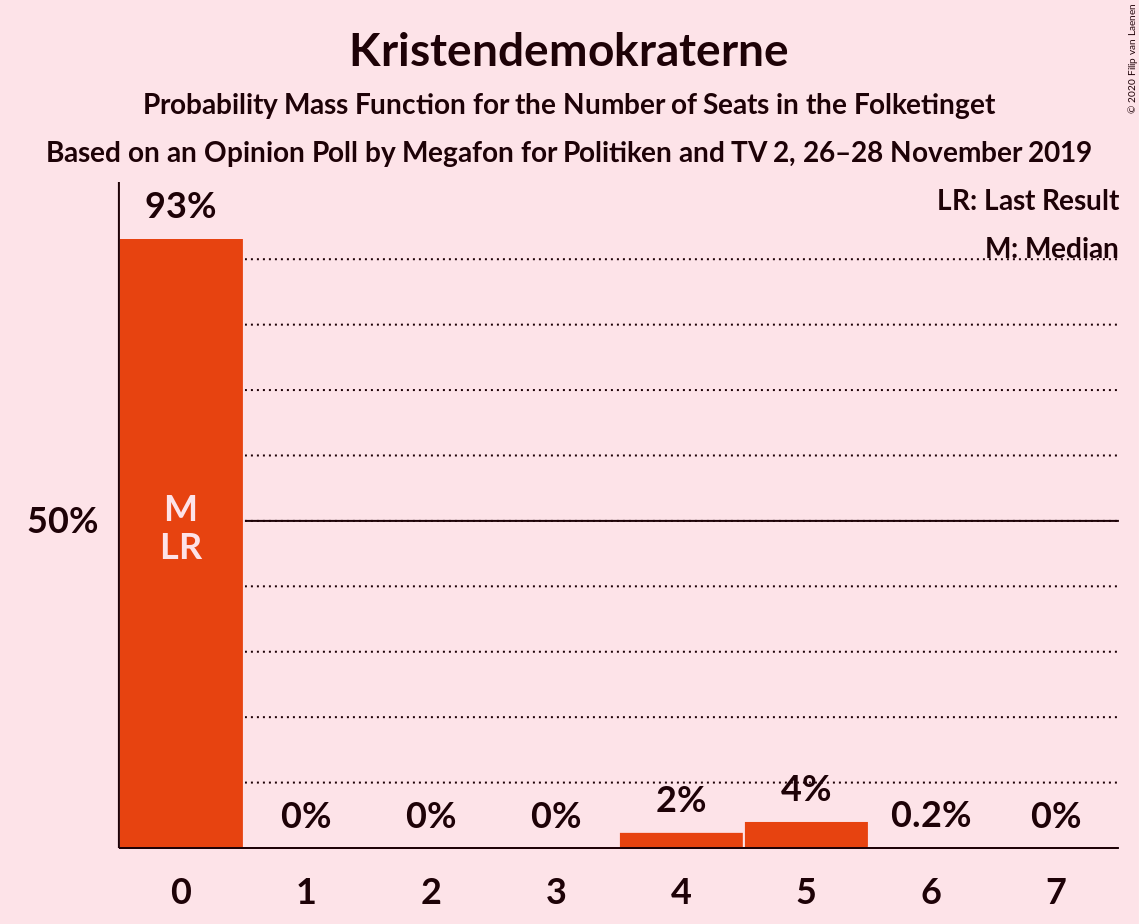 Kristendemokraterne
Probability Mass Function for the Number of Seats in the Folketinget
Based on an Opinion Poll by Megafon for Politiken and TV 2, 26–28 November 2019
© 2020 Filip van Laenen
LR: Last Result
M: Median
93%
50%
M
LR
0%
0%
0%
2%
4%
0.2%
0%
0
1
2
3
4
5
6
7